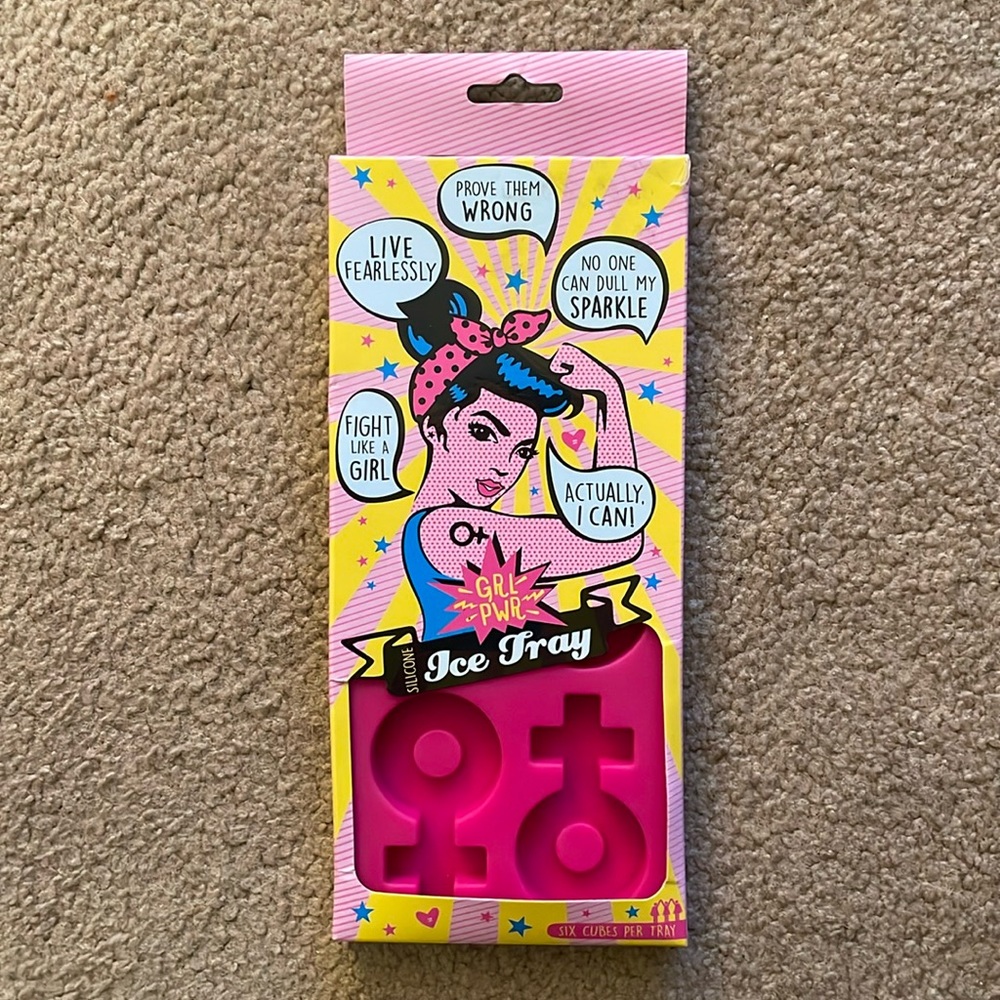 PROVE THEM
WRONG
LIVE
FEARLESSLY
NO ONE
CAN DULL MY
SPARKLE
FIGHT
LIKE A
GIRL
ACTUALLY,
I CAN!
GRL
PWR
SILICONE
Ice Tray
SIX CUBES PER TRAY